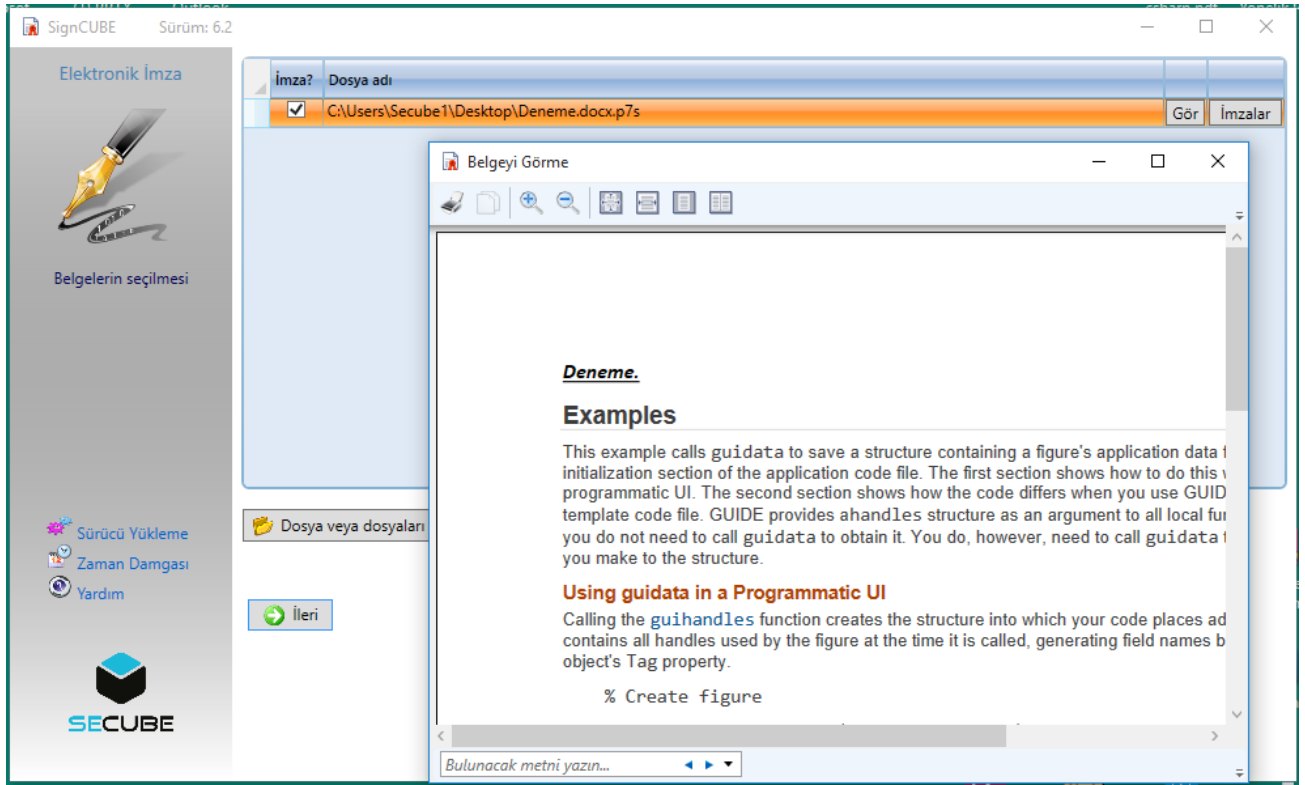 SignCUBE Sürüm: 6.2
Elektronik İmza
Belgelerin seçilmesi
Sürücü Yükleme
Zaman Damgası
Yardım
SECUBE
İmza? Dosya adı
C:\Users\Secube1\Desktop\Deneme.docx.p7s Gör İmzalar
Dosya veya dosyaları
İleri
Belgeyi Görme
Deneme.
Examples
This example calls guidata to save a structure containing a figure's application data
initialization section of the application code file. The first section shows how to do this
programmatic UI. The second section shows how the code differs when you use GUID
template code file. GUIDE provides ahandles structure as an argument to all local
you do not need to call guidata to obtain it. You do, however, need to call guidata
you make to the structure.
Using guidata in a Programmatic UI
Calling the guihandles function creates the structure into which your code places ad
contains all handles used by the figure at the time it is called, generating field names b
object's Tag property.
% Create figure
Bulunacak metni yazın...